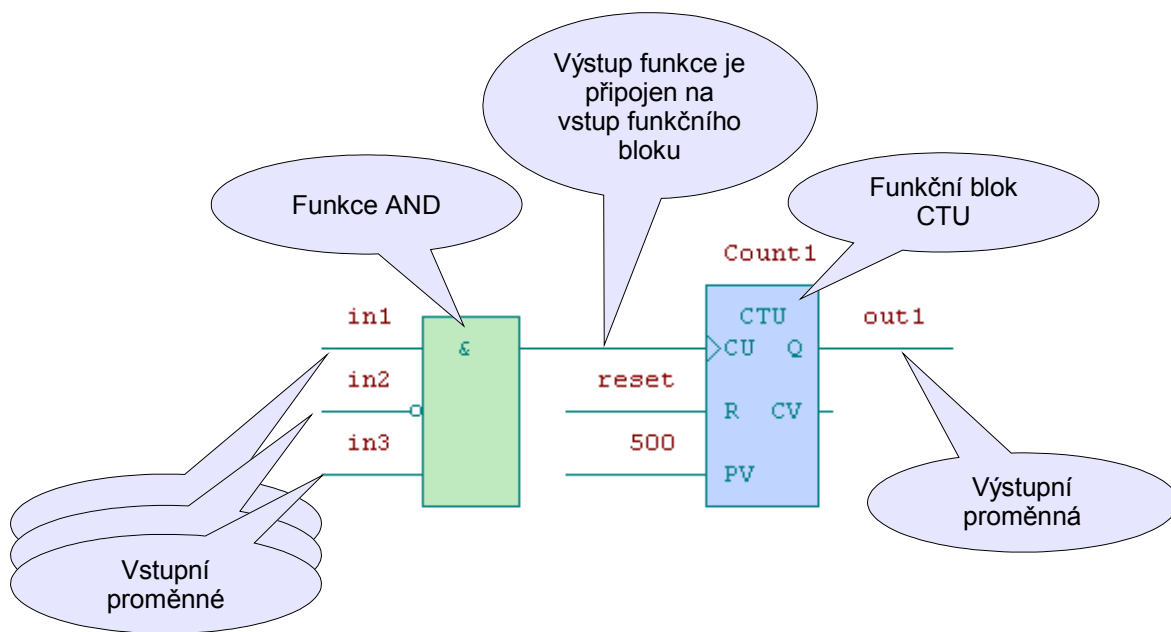 Výstup funkce je
připojen na
vstup funkčního
bloku
Funkce AND
Funkční blok
CTU
Count1
in1
&
in2
in3
reset
500
CTU
CU Q
R CV
PV
out1
Vstupní
proměnné
Výstupní
proměnná